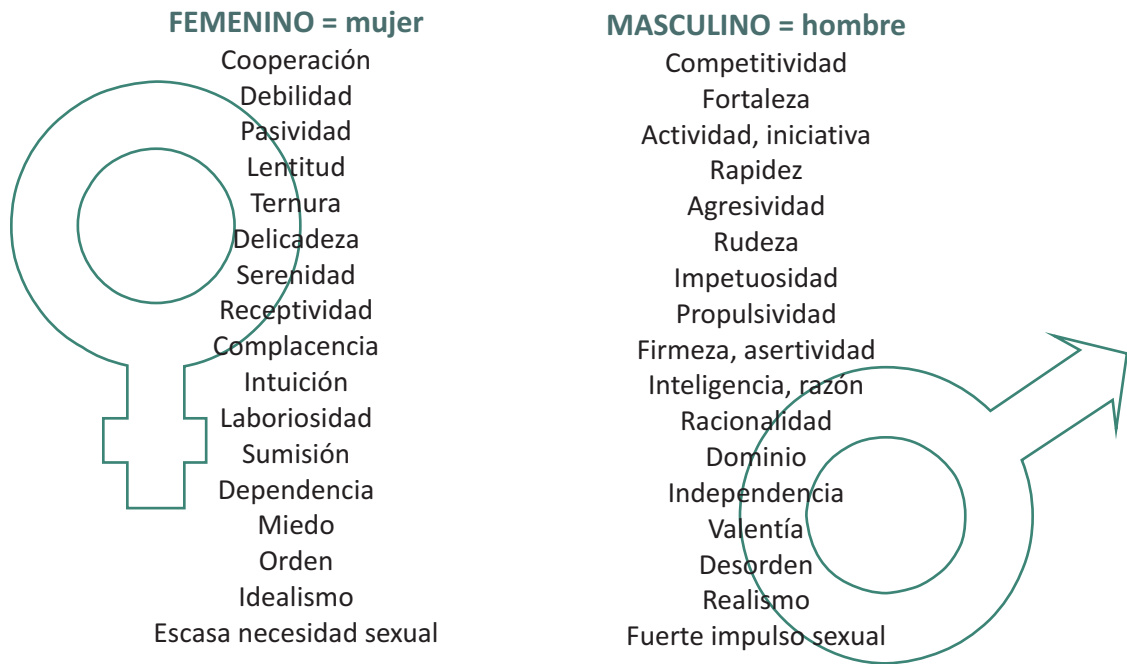 FEMENINO = mujer
Cooperación
Debilidad
Pasividad
Lentitud
Ternura
Delicadeza
Serenidad
Receptividad
Complacencia
Intuición
Laboriosidad
Sumisión
Dependencia
Miedo
Orden
Idealismo
Escasa necesidad sexual
MASCULINO = hombre
Competitividad
Fortaleza
Actividad, iniciativa
Rapidez
Agresividad
Rudeza
Impetuosidad
Propulsividad
Firmeza, asertividad
Inteligencia, razón
Racionalidad
Dominio
Independencia
Valentía
Desorden
Realismo
Fuerte impulso sexual